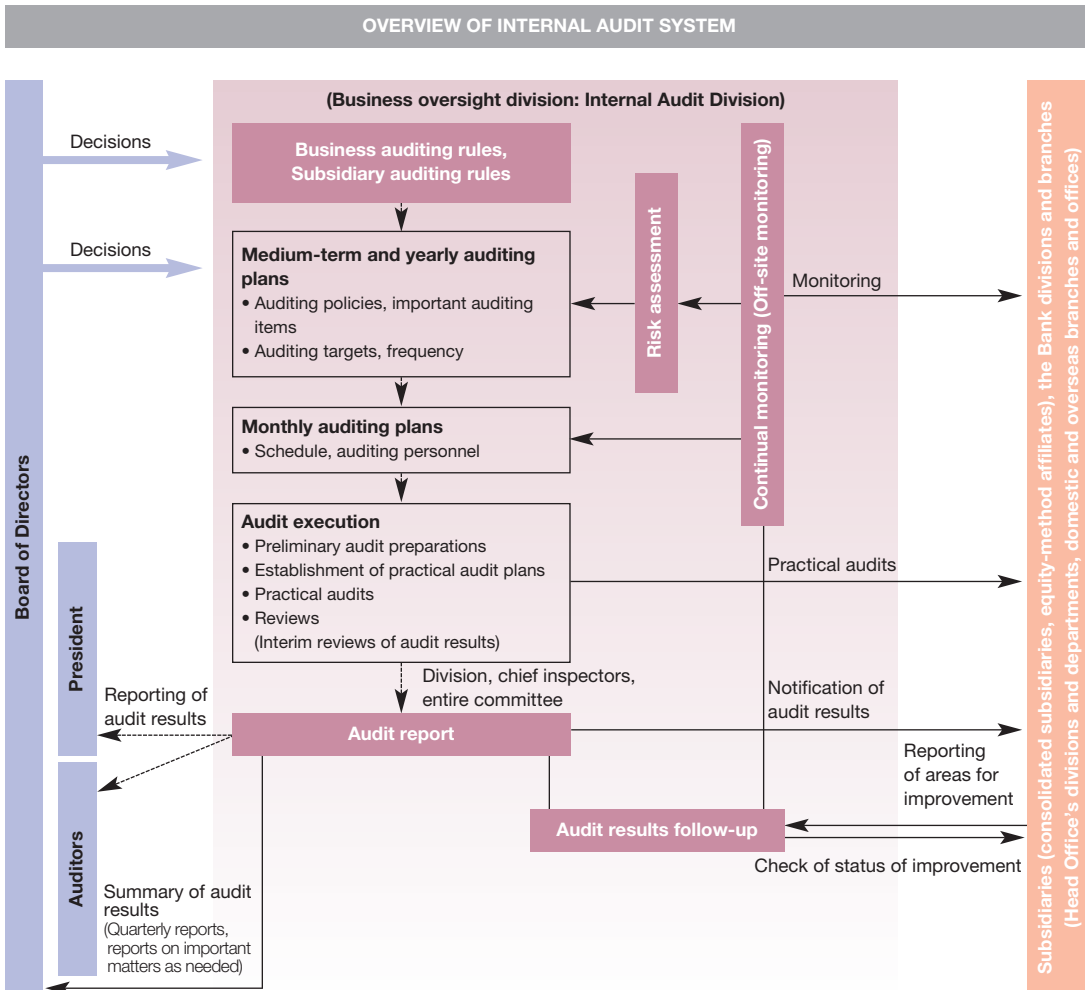 OVERVIEW OF INTERNAL AUDIT SYSTEM
(Business oversight division: Internal Audit Division)
Board of Directors
Decisions
Decisions
Business auditing rules,
Subsidiary auditing rules
Medium-term and yearly auditing
plans
• Auditing policies, important auditing
items
• Auditing targets, frequency
Risk assessment
Continual monitoring (Off-site monitoring)
Monitoring
Monthly auditing plans
• Schedule, auditing personnel
Audit execution
• Preliminary audit preparations
• Establishment of practical audit plans
• Practical audits
• Reviews
(Interim reviews of audit results)
Practical audits
Division, chief inspectors,
entire committee
President
Reporting of
audit results
Audit report
Notification of
audit results
Reporting
of areas for
improvement
Audit results follow-up
Check of status of improvement
Auditors
Summary of audit
results
(Quarterly reports,
reports on important
matters as needed)
Subsidiaries (consolidated subsidiaries, equity-method affiliates), the Bank divisions and branches
(Head Office's divisions and departments, domestic and overseas branches and offices)